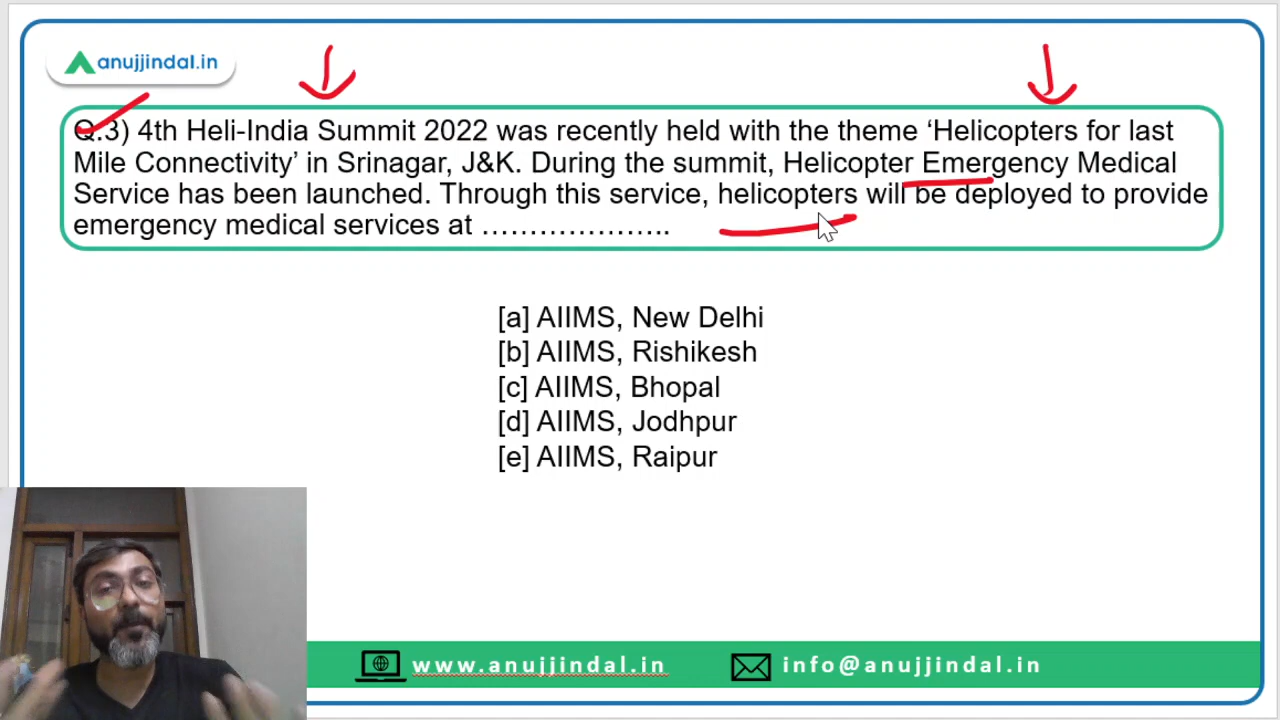 anujjindal.in
Q.3) 4th Heli-India Summit 2022 was recently held with the theme ‘Helicopters for last
Mile Connectivity’ in Srinagar, J&K. During the summit, Helicopter Emergency Medical
Service has been launched. Through this service, helicopters will be deployed to provide
emergency medical services at …………………..
[a] AIIMS, New Delhi
[b] AIIMS, Rishikesh
[c] AIIMS, Bhopal
[d] AIIMS, Jodhpur
[e] AIIMS, Raipur
www.anujjindal.in
info@anujjindal.in